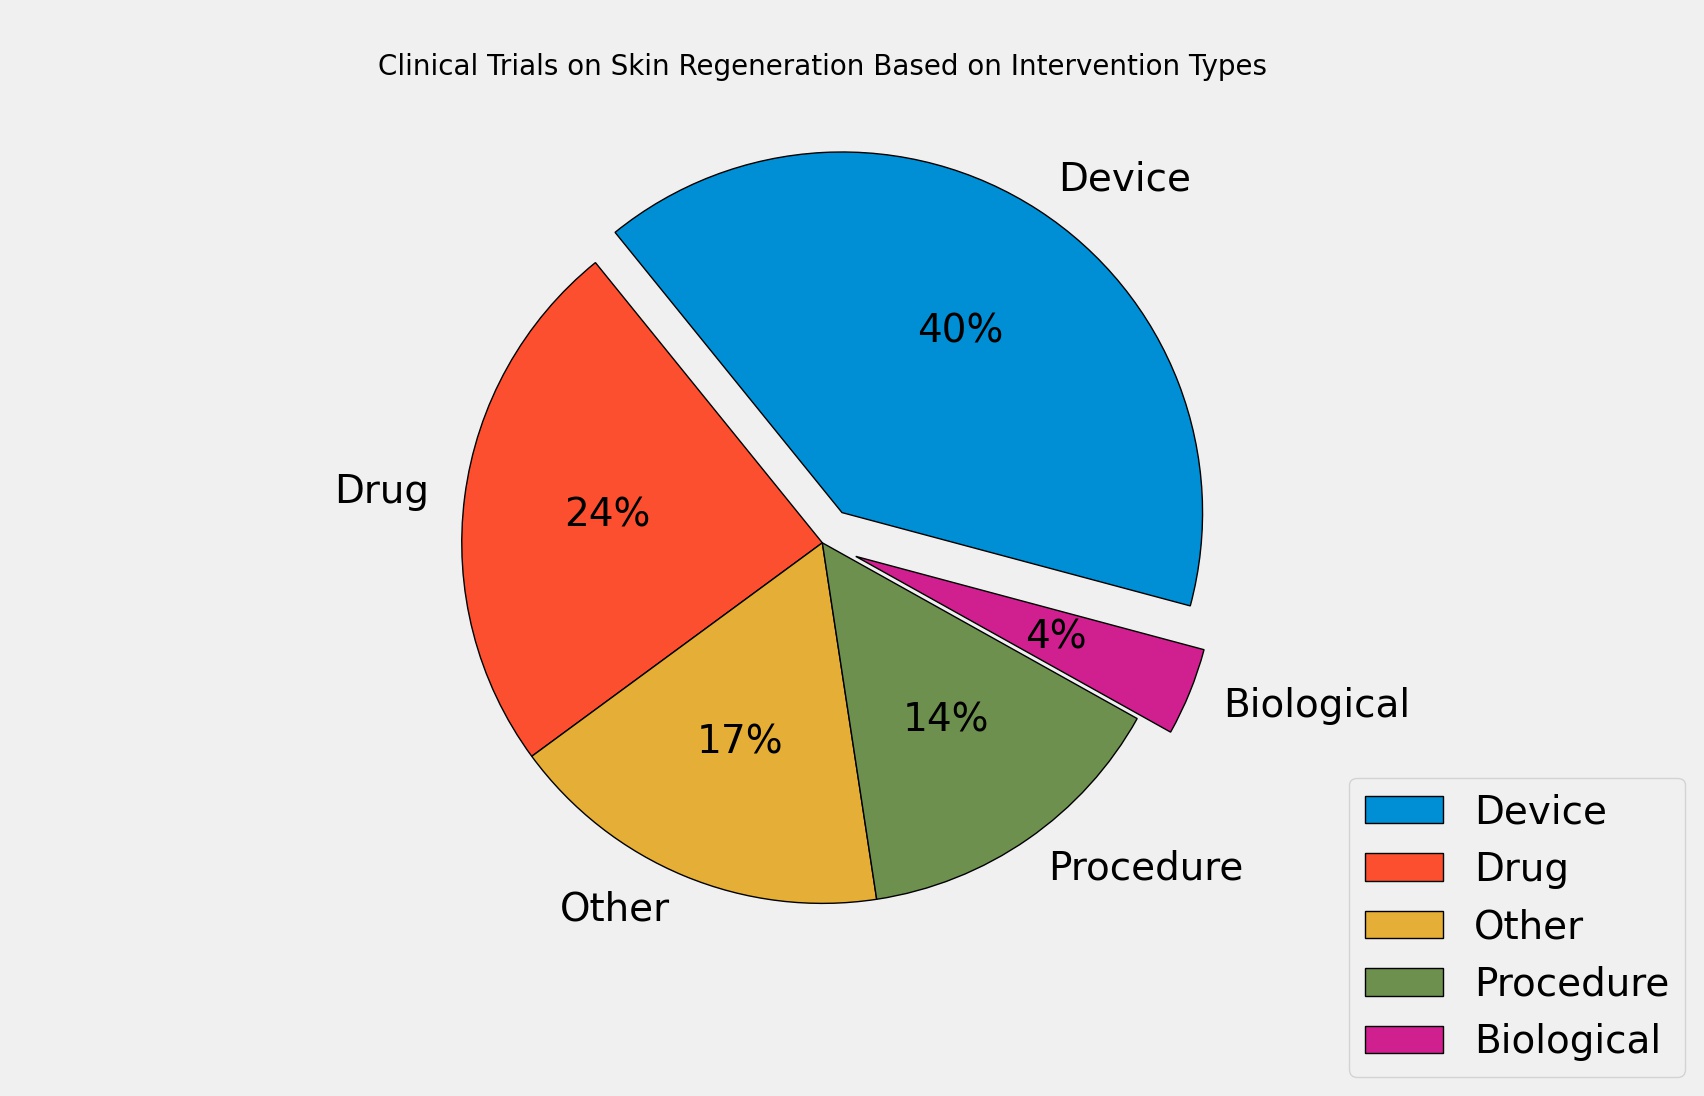 Clinical Trials on Skin Regeneration Based on Intervention Types
Device
40%
Drug
24%
4%
Biological
17%
14%
Procedure
Other
Device
Drug
Other
Procedure
Biological